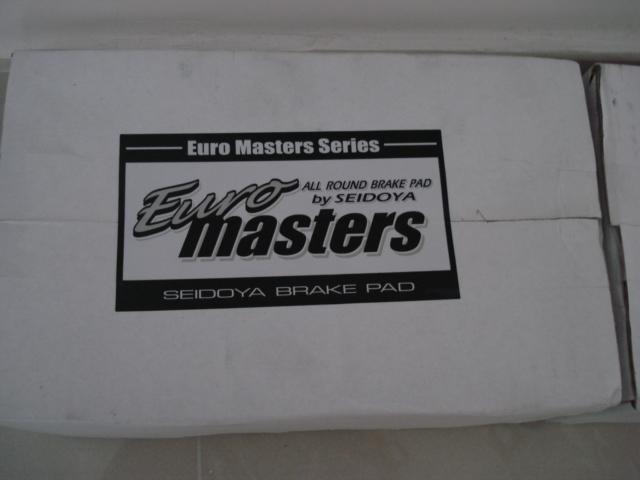 Euro Masters Series
Euro
ALL ROUND BRAKE PAD
by SEIDOYA
masters
SEIDOYA BRAKE PAD